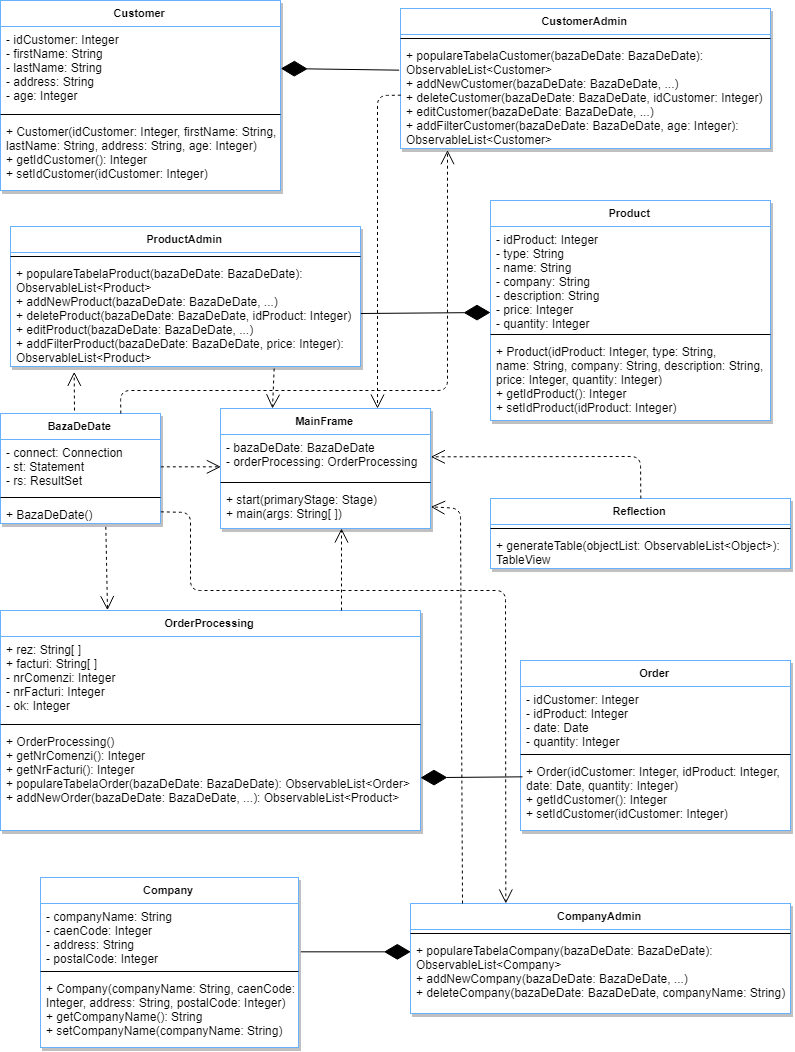 Customer
- idCustomer: Integer
- firstName: String
- lastName: String
- address: String
- age: Integer
+ Customer(idCustomer: Integer, firstName: String,
lastName: String, address: String, age: Integer)
+ getIdCustomer(): Integer
+ setIdCustomer(idCustomer: Integer)
CustomerAdmin
+ populareTabelaCustomer(bazaDeDate: BazaDeDate):
ObservableList<Customer>
+ addNewCustomer(bazaDeDate: BazaDeDate, ...)
+ deleteCustomer(bazaDeDate: BazaDeDate, idCustomer: Integer)
+ editCustomer(bazaDeDate: BazaDeDate, ...)
+ addFilterCustomer(bazaDeDate: BazaDeDate, age: Integer):
ObservableList<Customer>
ProductAdmin
+ populareTabelaProduct(bazaDeDate: BazaDeDate):
ObservableList<Product>
+ addNewProduct(bazaDeDate: BazaDeDate, ...)
+ deleteProduct(bazaDeDate: BazaDeDate, idProduct: Integer)
+ editProduct(bazaDeDate: BazaDeDate, ...)
+ addFilterProduct(bazaDeDate: BazaDeDate, price: Integer):
ObservableList<Product>
Product
- idProduct: Integer
- type: String
- name: String
- company: String
- description: String
- price: Integer
- quantity: Integer
+ Product(idProduct: Integer, type: String,
name: String, company: String, description: String,
price: Integer, quantity: Integer)
+ getIdProduct(): Integer
+ setIdProduct(idProduct: Integer)
BazaDeDate
- connect: Connection
- st: Statement
- rs: ResultSet
+ BazaDeDate()
MainFrame
- bazaDeDate: BazaDeDate
- orderProcessing: OrderProcessing
+ start(primaryStage: Stage)
+ main(args: String[ ])
Reflection
+ generateTable(objectList: ObservableList<Object>):
TableView
OrderProcessing
+ rez: String[ ]
+ facturi: String[ ]
- nrComenzi: Integer
- nrFacturi: Integer
- ok: Integer
+ OrderProcessing()
+ getNrComenzi(): Integer
+ getNrFacturi(): Integer
+ populareTabelaOrder(bazaDeDate: BazaDeDate): ObservableList<Order>
+ addNewOrder(bazaDeDate: BazaDeDate, ...): ObservableList<Product>
Order
- idCustomer: Integer
- idProduct: Integer
- date: Date
- quantity: Integer
+ Order(idCustomer: Integer, idProduct: Integer,
date: Date, quantity: Integer)
+ getIdCustomer(): Integer
+ setIdCustomer(idCustomer: Integer)
Company
- companyName: String
- caenCode: Integer
- address: String
- postalCode: Integer
+ Company(companyName: String, caenCode:
Integer, address: String, postalCode: Integer)
+ getCompanyName(): String
+ setCompanyName(companyName: String)
CompanyAdmin
+ populareTabelaCompany(bazaDeDate: BazaDeDate):
ObservableList<Company>
+ addNewCompany(bazaDeDate: BazaDeDate, ...)
+ deleteCompany(bazaDeDate: BazaDeDate, companyName: String)